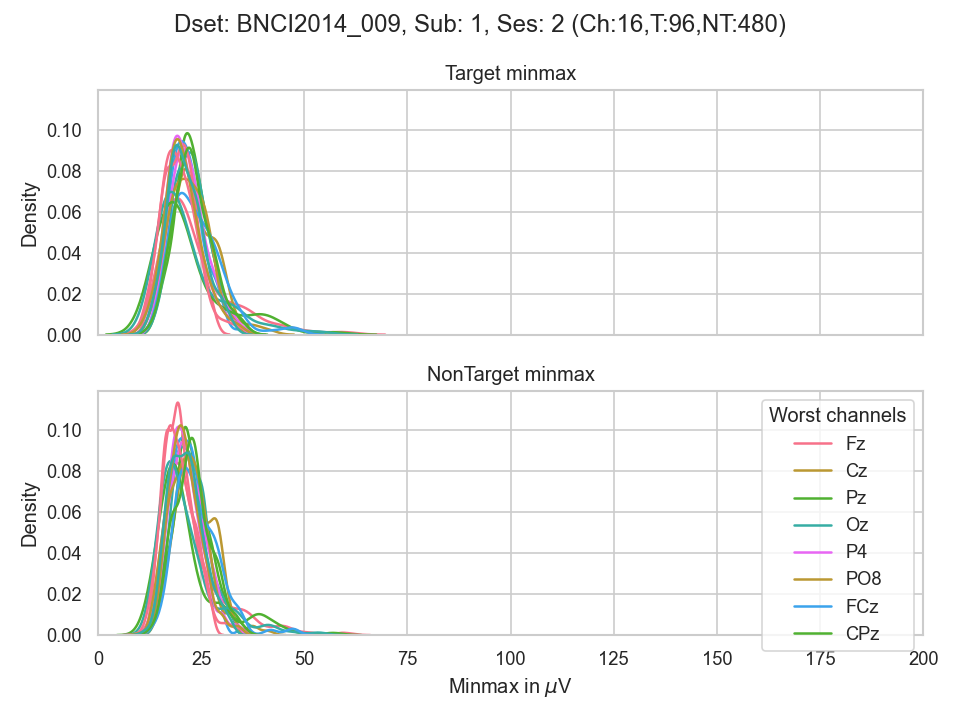 Dset: BNCI2014_009, Sub: 1, Ses: 2 (Ch:16,T:96,NT:480)
Target minmax
Density
0.10
0.08
0.06
0.04
0.02
0.00
NonTarget minmax
Density
0.10
0.08
0.06
0.04
0.02
0.00
Worst channels
Fz
Cz
Pz
Oz
P4
PO8
FCz
CPz
0 25 50 75 100 125 150 175 200
Minmax in μV